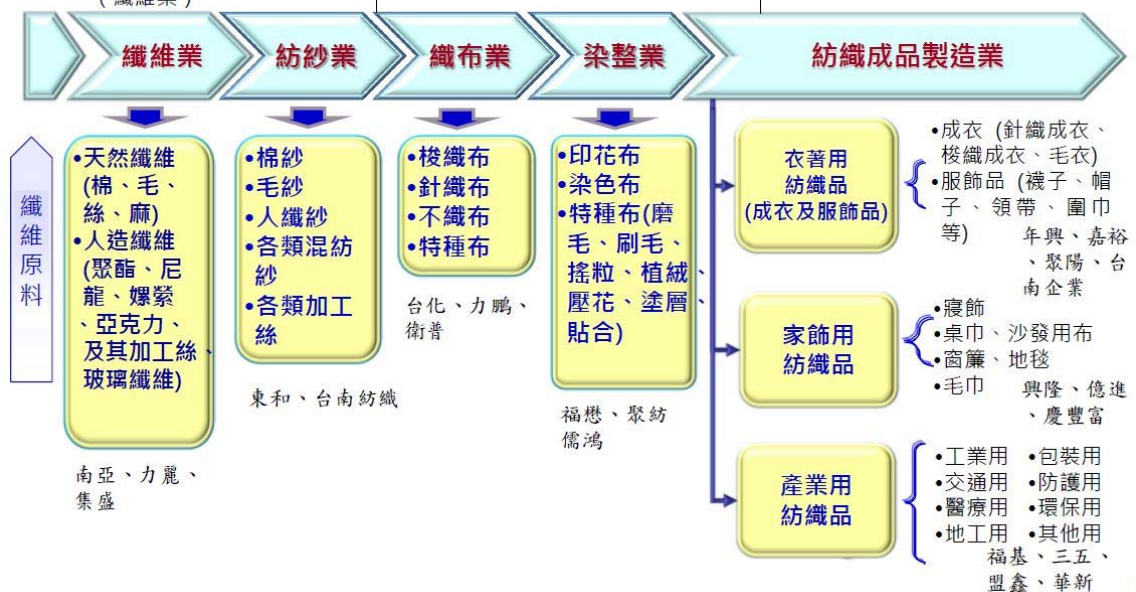 (纖維業)
纖維業
紡紗業
織布業
染整業
紡織成品製造業
纖維原料
•天然纖維
(棉、毛、
絲、麻)
•人造纖維
(聚酯、尼
龍、嫘縈
、亞克力、
及其加工絲、
玻璃纖維)
南亞、力麗、
集盛
•棉紗
•毛紗
•人纖紗
•各類混紡
紗
•各類加工
絲
東和、台南紡織
•梭織布
•針織布
•不織布
•特種布
台化、力鵬、
衛普
•印花布
•染色布
•特種布(磨
毛、刷毛、
搖粒、植絨、
壓花、塗層、
貼合)
福懋、聚紡
儒鴻
衣著用
紡織品
(成衣及服飾品)
•成衣 (針織成衣、
梭織成衣、毛衣)
•服飾品 (襪子、帽
子、領帶、圍巾
等)
年興、嘉裕
、聚陽、台
南企業
家飾用
紡織品
•寢飾
•桌巾、沙發用布
•窗簾、地毯
•毛巾
興隆、億進
、慶豐富
產業用
紡織品
•工業用 •包裝用
•交通用 •防護用
•醫療用 •環保用
•地工用 •其他用
福基、三五、
盟鑫、華新